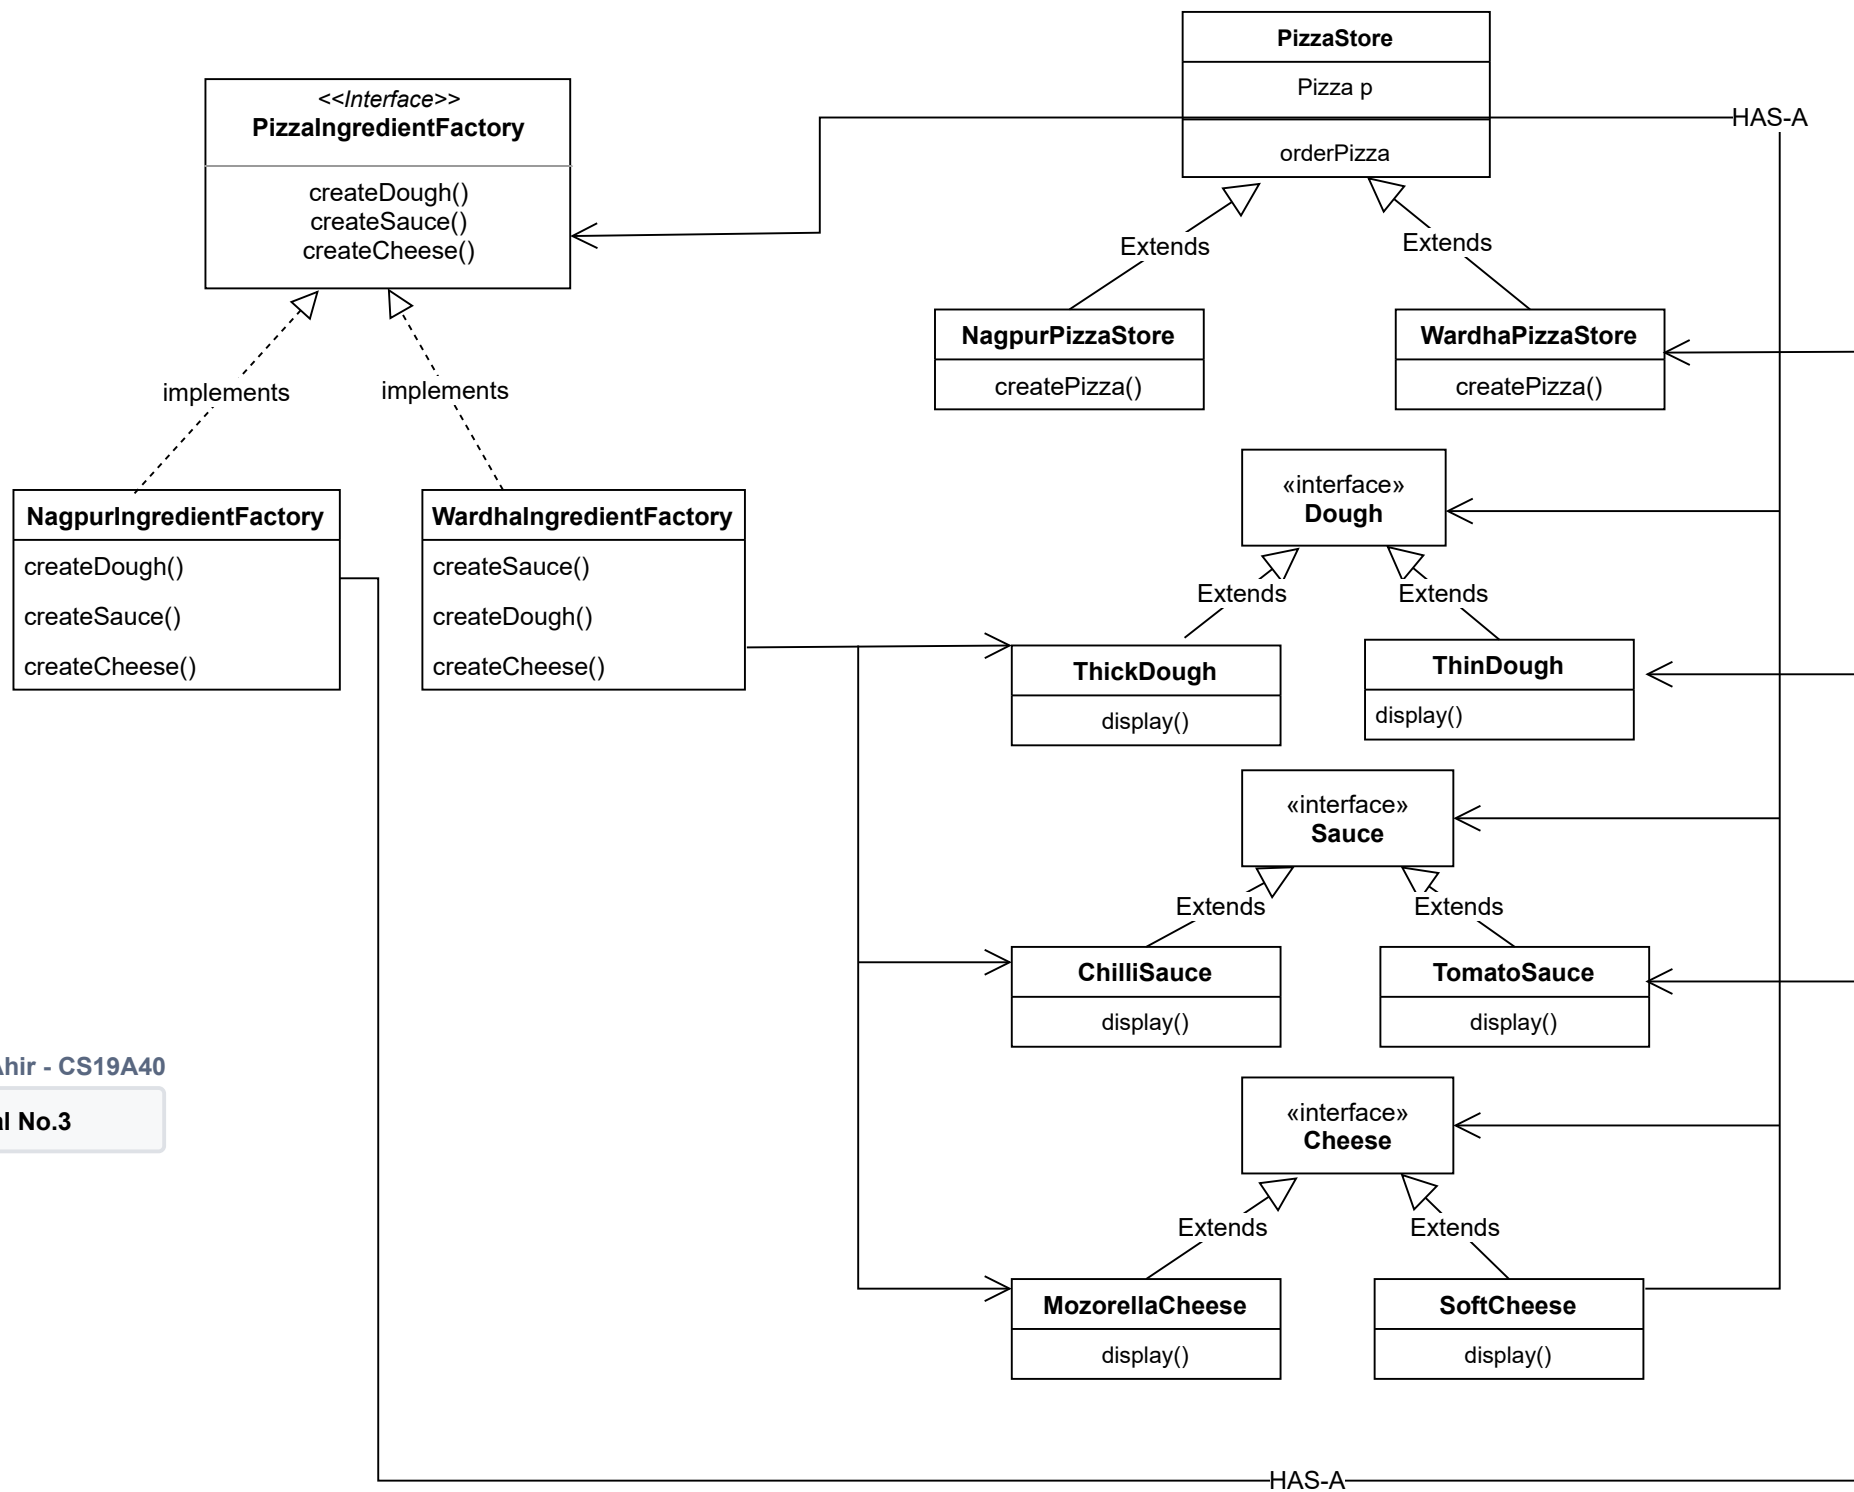 PizzaStore
Pizza p
orderPizza
HAS-A
<<Interface>>
PizzaIngredientFactory
createDough()
createSauce()
createCheese()
Extends
Extends
NagpurPizzaStore
createPizza()
WardhaPizzaStore
createPizza()
implements
implements
NagpurIngredientFactory
createDough()
createSauce()
createCheese()
WardhaIngredientFactory
createSauce()
createDough()
createCheese()
«interface»
Dough
Extends
Extends
ThickDough
display()
ThinDough
display()
«interface»
Sauce
Extends
Extends
ChilliSauce
display()
TomatoSauce
display()
- CS19A40
No.3
«interface»
Cheese
Extends
Extends
MozorellaCheese
display()
SoftCheese
display()
HAS-A